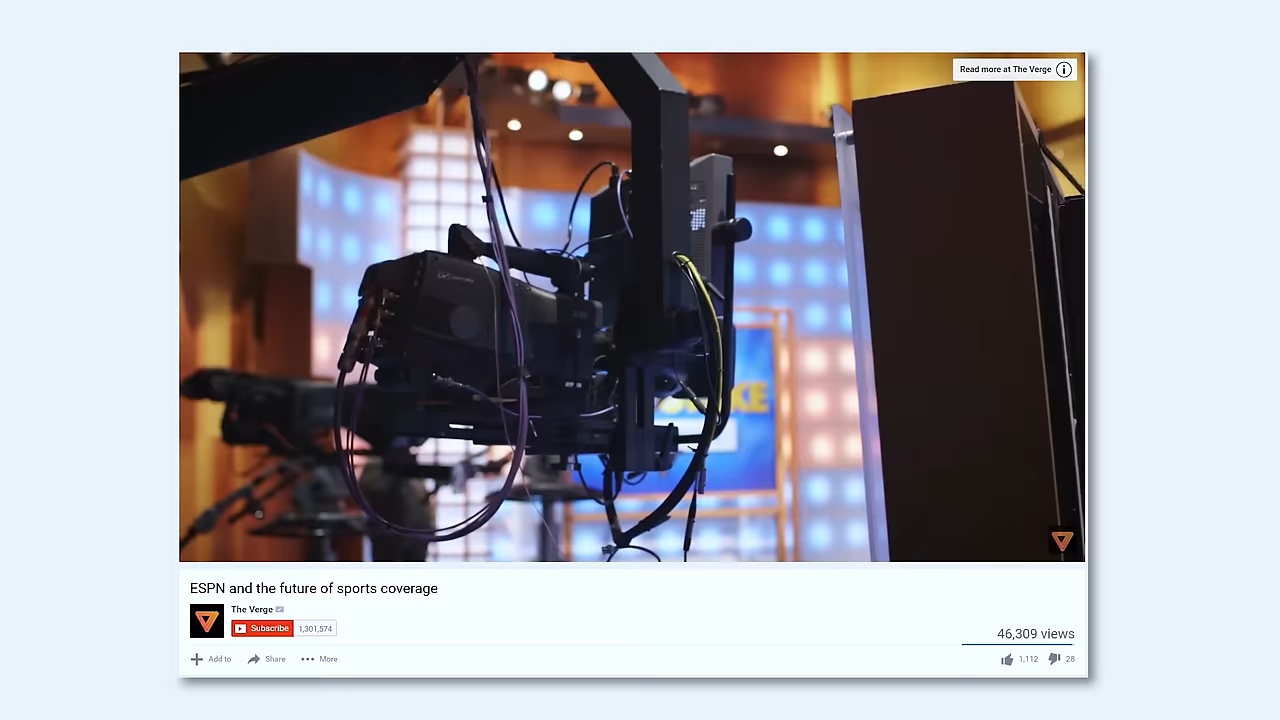 Read more at The Verge
KE
ESPN and the future of sports coverage
The Verge
Subscribe 1,301,574
46,309 views
Add to Share More
1,112 28